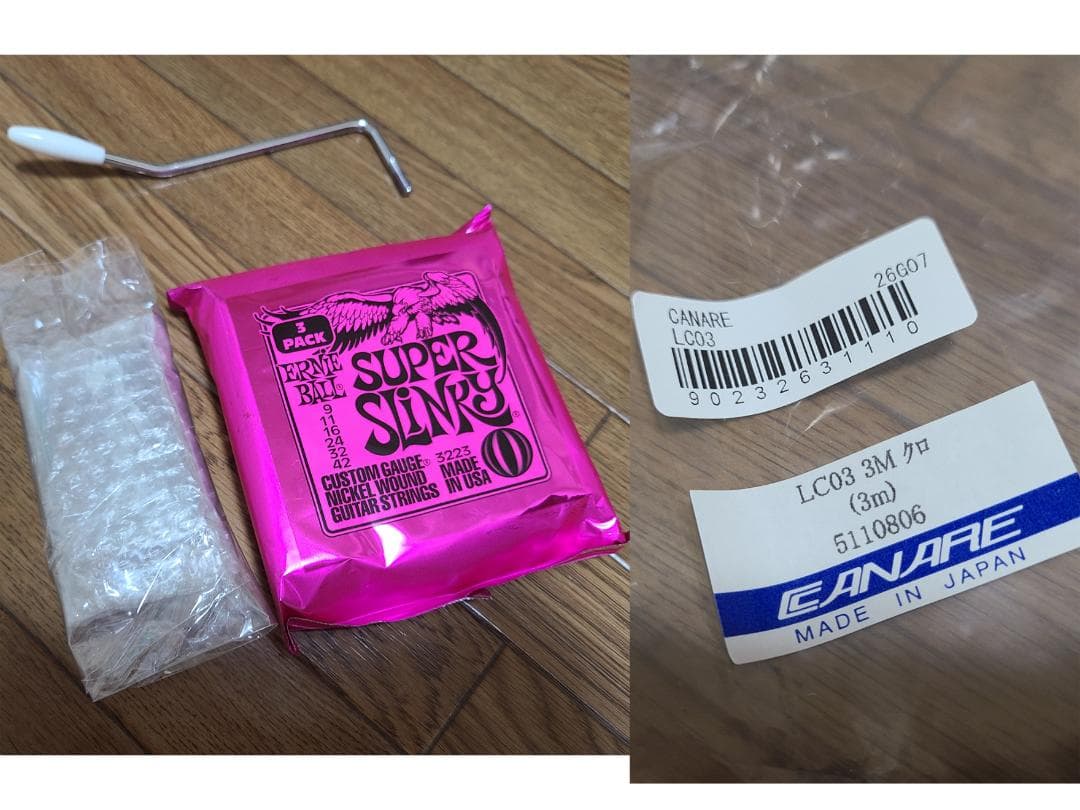 3
PACK
ERNIE
BALL®
SUPER
SLINKY®
9
11
16
24
32
42
CUSTOM GAUGE® 3223
NICKEL WOUND MADE
GUITAR STRINGS IN USA
26G07
CANARE
LC03
90232631110
LC03 3M クロ
(3m)
5110806
CANARE
MADE IN JAPAN